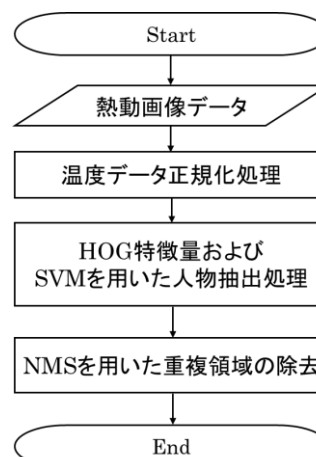 Start
熱動画像データ
温度データ正規化処理
HOG特徴量および
SVMを用いた人物抽出処理
NMSを用いた重複領域の除去
End